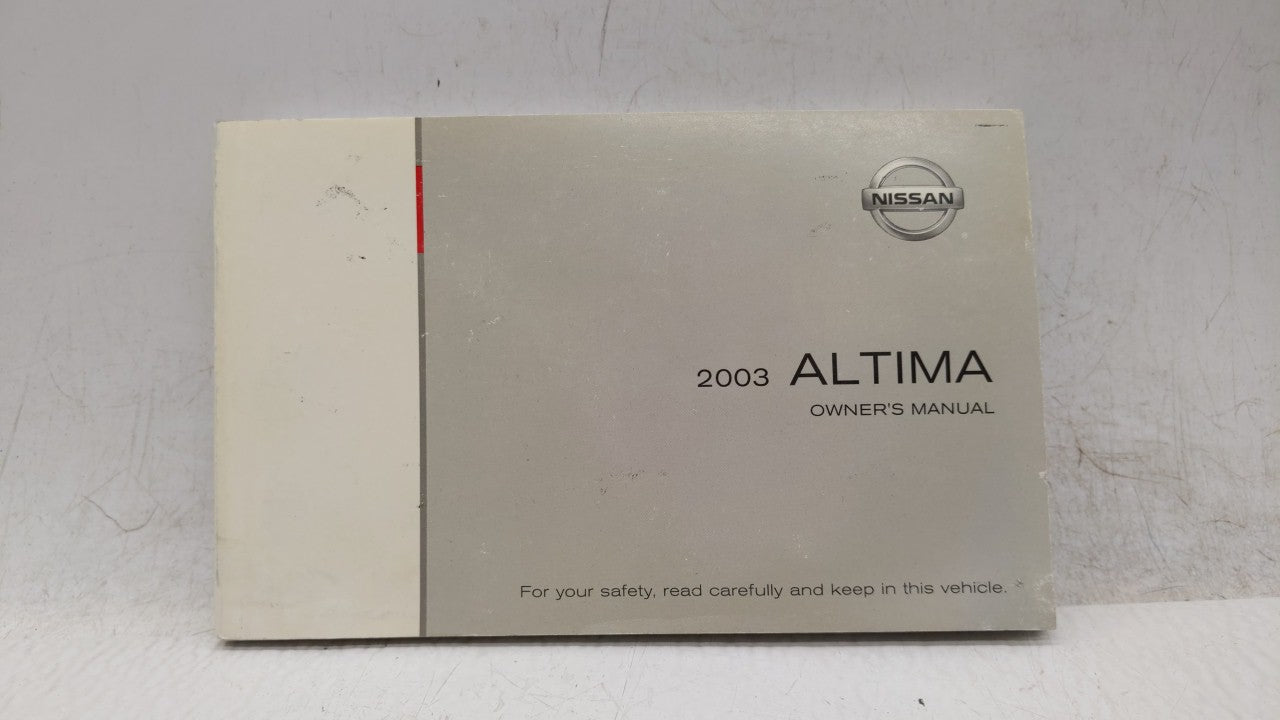 NISSAN
2003 ALTIMA
OWNER'S MANUAL
For your safety, read carefully and keep in this vehicle.